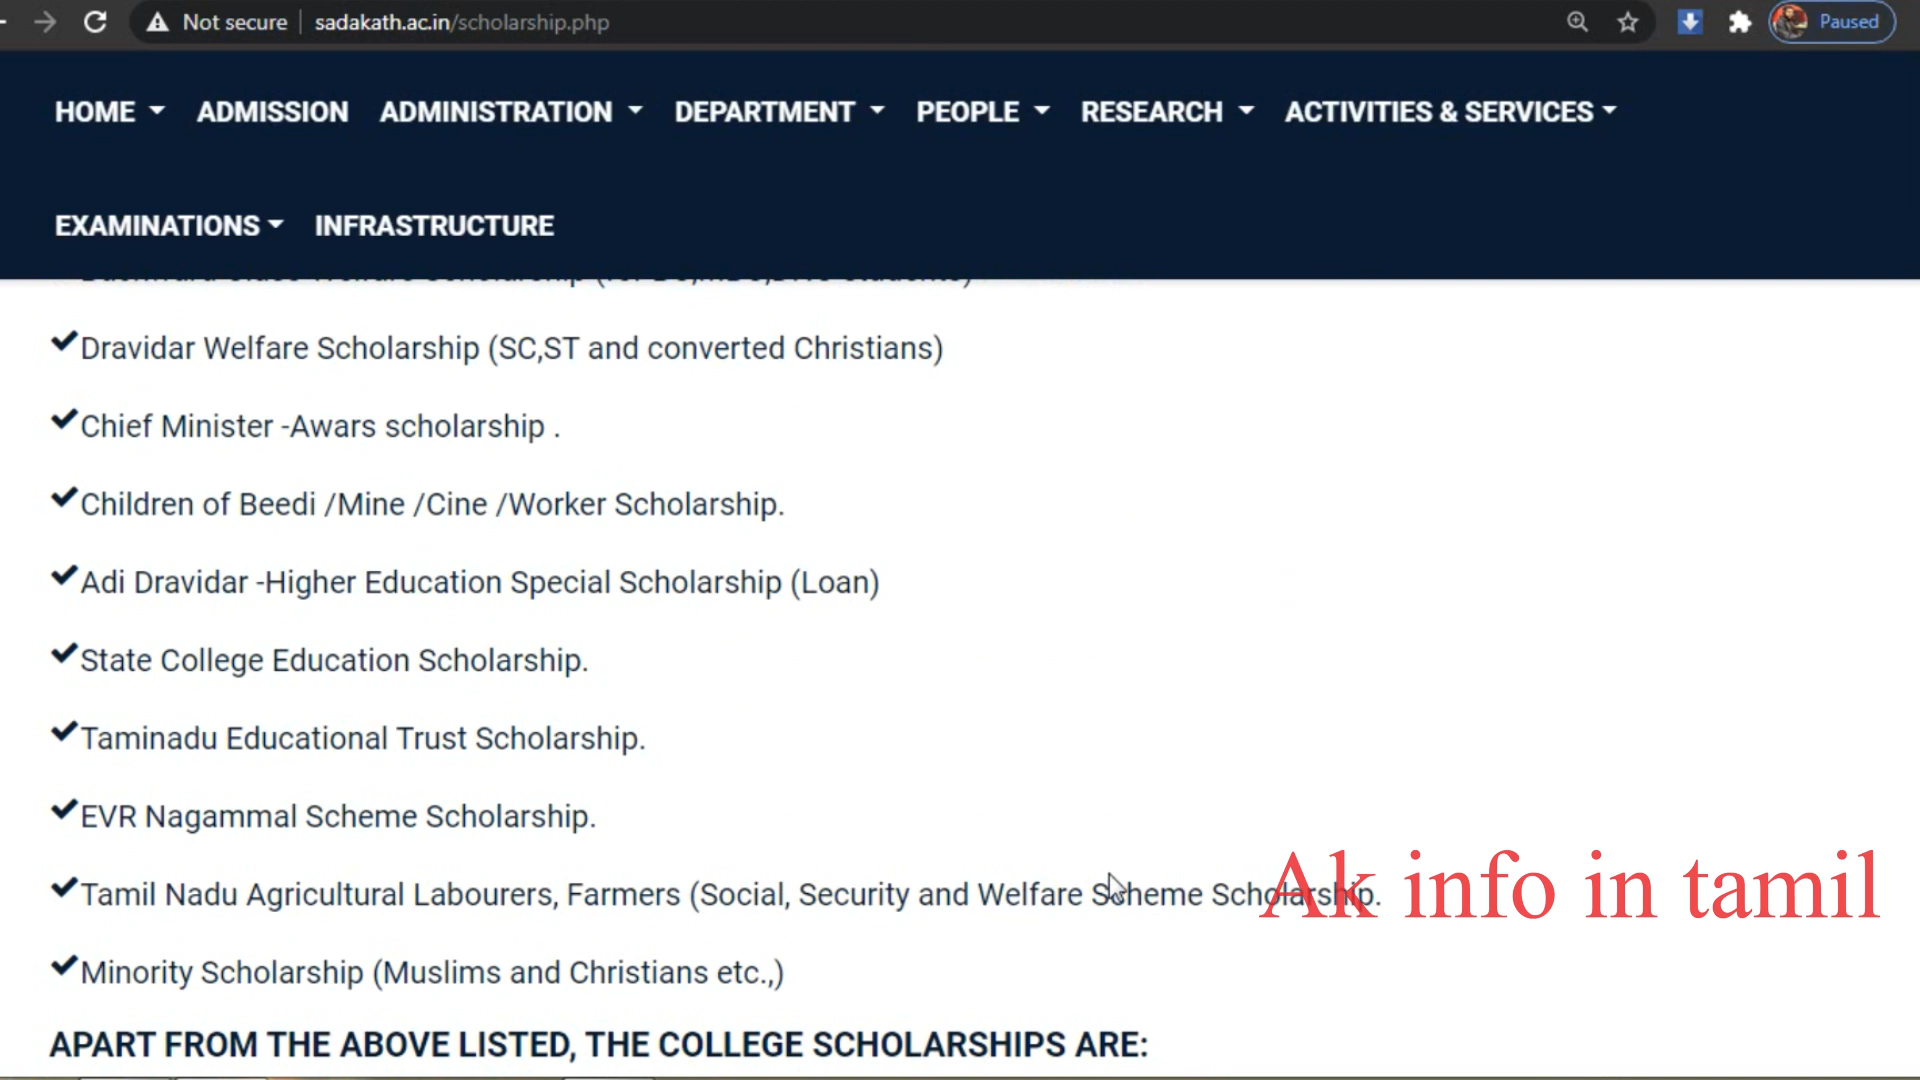 Not secure sadakath.ac.in/scholarship.php Paused
HOME ADMISSION ADMINISTRATION DEPARTMENT PEOPLE RESEARCH ACTIVITIES & SERVICES
EXAMINATIONS INFRASTRUCTURE
Dravidar Welfare Scholarship (SC,ST and converted Christians)
Chief Minister -Awars scholarship .
Children of Beedi /Mine /Cine /Worker Scholarship.
Adi Dravidar -Higher Education Special Scholarship (Loan)
State College Education Scholarship.
Taminadu Educational Trust Scholarship.
EVR Nagammal Scheme Scholarship.
Tamil Nadu Agricultural Labourers, Farmers (Social, Security and Welfare Scheme Scholarship.
Ak info in tamil
Minority Scholarship (Muslims and Christians etc.,)
APART FROM THE ABOVE LISTED, THE COLLEGE SCHOLARSHIPS ARE: